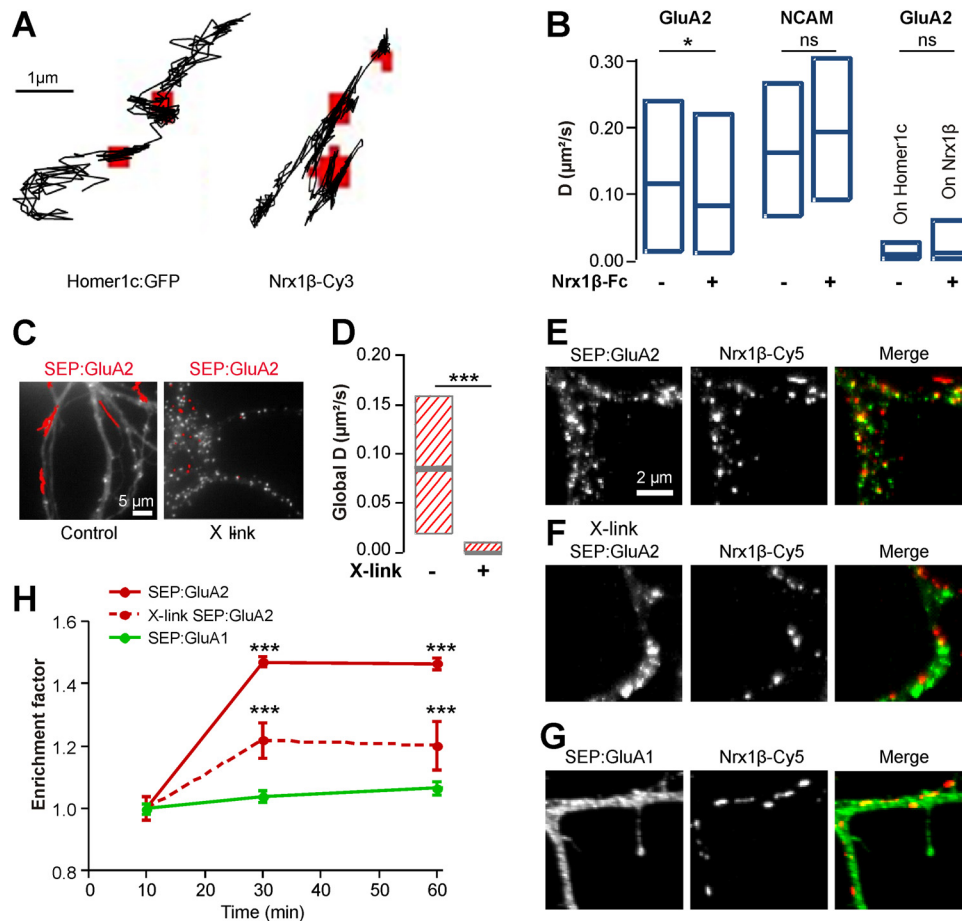 A
1μm
Homer1c:GFP
Nrx1β-Cy3
B
GluA2
NCAM
GluA2
*
ns
ns
0.30
0.20
0.10
0.00
D (μm²/s)
On Homer1c
On Nrx1β
Nrx1β-Fc
-
+
-
+
-
+
C
SEP:GluA2
SEP:GluA2
5 μm
Control
X link
D
0.20
0.15
0.10
0.05
0.00
Global D (μm²/s)
***
X-link
-
+
E
SEP:GluA2
Nrx1β-Cy5
Merge
2 μm
F
X-link
SEP:GluA2
Nrx1β-Cy5
Merge
G
SEP:GluA1
Nrx1β-Cy5
Merge
H
SEP:GluA2
X-link SEP:GluA2
SEP:GluA1
1.6
1.4
1.2
1.0
0.8
Enrichment factor
***
***
***
***
0
10
20
30
40
50
60
Time (min)